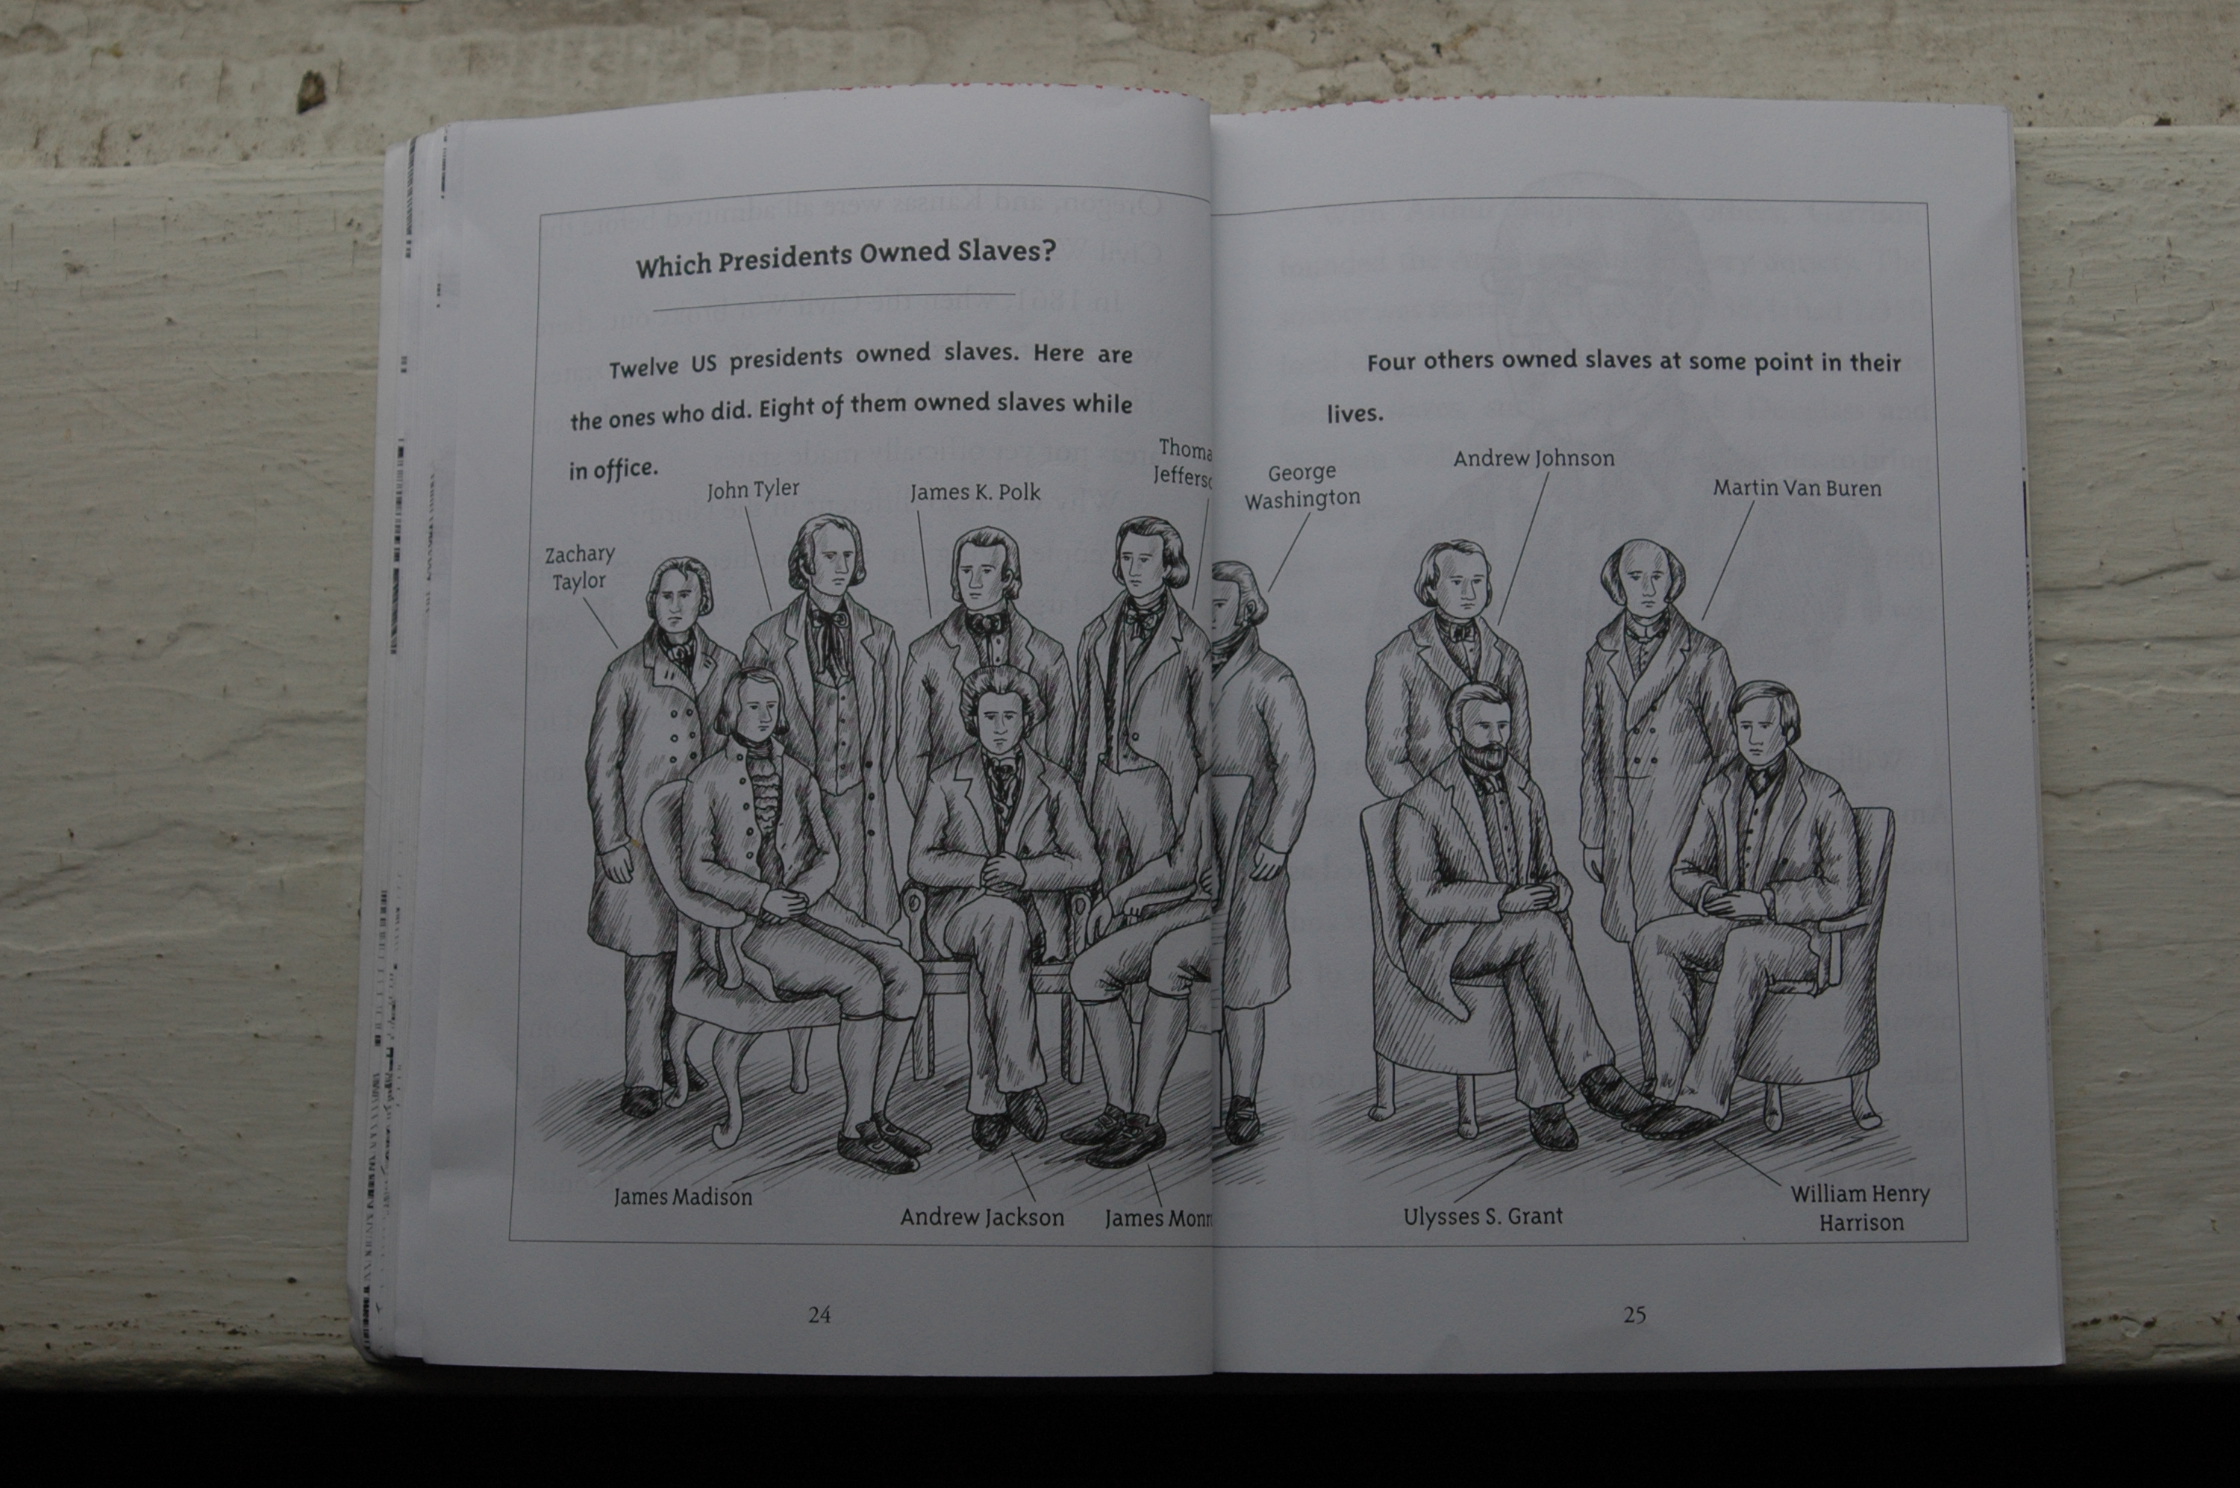 Which Presidents Owned Slaves?
Twelve US presidents owned slaves. Here are
the ones who did. Eight of them owned slaves while
in office.
Zachary
Taylor
John Tyler
James K. Polk
Thoma
Jefferso
James Madison
Andrew Jackson
James Monr
24
Four others owned slaves at some point in their
lives.
George
Washington
Andrew Johnson
Martin Van Buren
Ulysses S. Grant
William Henry
Harrison
25